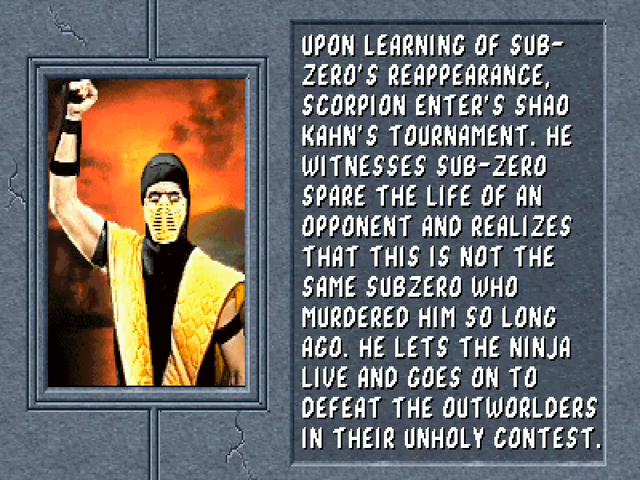 UPON LEARNING OF SUB-
ZERO'S REAPPEARANCE,
SCORPION ENTER'S SHAO
KAHN'S TOURNAMENT. HE
WITNESSES SUB-ZERO
SPARE THE LIFE OF AN
OPPONENT AND REALIZES
THAT THIS IS NOT THE
SAME SUBZERO WHO
MURDERED HIM SO LONG
AGO. HE LETS THE NINJA
LIVE AND GOES ON TO
DEFEAT THE OUTWORLDERS
IN THEIR UNHOLY CONTEST.